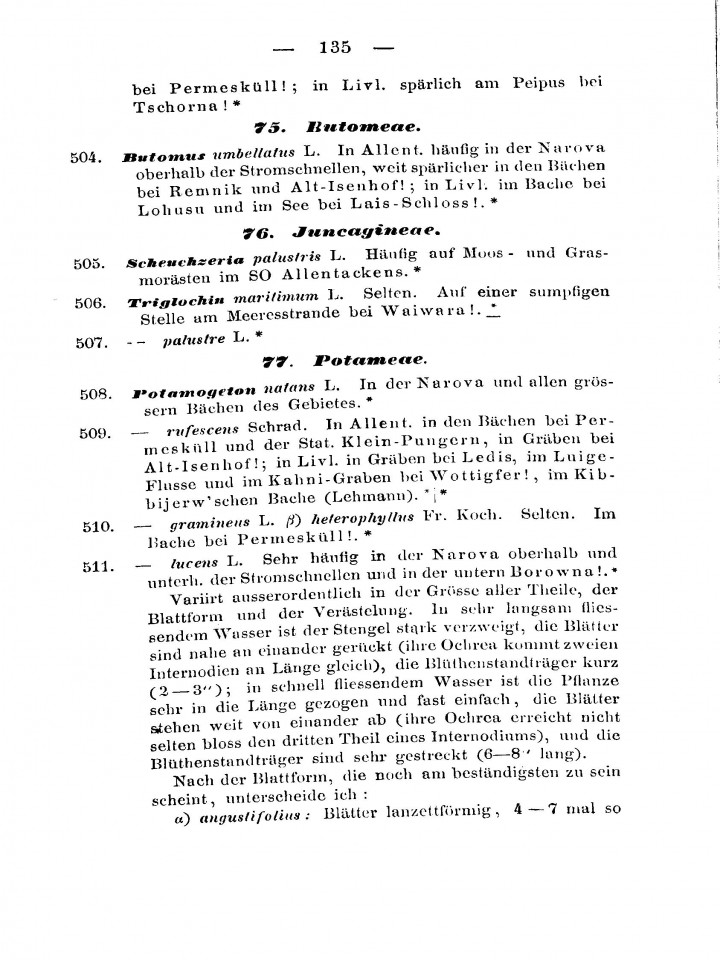 — 135 —
bei Permesküll!; in Livl. spärlich am Peipus bei
Tschorna!*
75. Butomeae.
504. Butomus umbellatus L. In Allent. häufig in der Narova
oberhalb der Stromschnellen, weit spärlicher in den Bächen
bei Remnik und Alt-Isenhof!; in Livl. im Bache bei
Lohusu und im See bei Lais-Schloss!.*
76. Juncagineae.
505. Scheuchzeria palustris L. Häufig auf Moos- und Gras-
morästen im SO Allentackens.*
506. Triglochin maritimum L. Selten. Auf einer sumpfigen
Stelle am Meeresstrande bei Waiwara!.*
507. -- palustre L.*
77. Potameae.
508. Potamogeton natans L. In der Narova und allen grös-
sern Bächen des Gebietes.*
509. — rufescens Schrad. In Allent. in den Bächen bei Per-
mesküll und der Stat. Klein-Pungern, in Gräben bei
Alt-Isenhof!; in Livl. in Gräben bei Ledis, im Luige-
Flusse und im Kahni-Graben bei Wottigfer!, im Kib-
bijerw'schen Bache (Lehmann). *
510. — gramineus L. β) heterophyllus Fr. Koch. Selten. Im
Bache bei Permesküll!.*
511. — lucens L. Sehr häufig in der Narova oberhalb und
unterh. der Stromschnellen und in der untern Borowna!.*
Variirt ausserordentlich in der Grösse aller Theile, der
Blattform und der Verästelung. In sehr langsam flies-
sendem Wasser ist der Stengel stark verzweigt, die Blätter
sind nahe an einander gerückt (ihre Ochrea kommt zweien
Internodien an Länge gleich), die Blüthenstandträger kurz
(2—3"); in schnell fliessendem Wasser ist die Pflanze
sehr in die Länge gezogen und fast einfach, die Blätter
stehen weit von einander ab (ihre Ochrea erreicht nicht
selten bloss den dritten Theil eines Internodiums), und die
Blüthenstandträger sind sehr gestreckt (6—8" lang).
Nach der Blattform, die noch am beständigsten zu sein
scheint, unterscheide ich:
α) angustifolius: Blätter lanzettförmig, 4—7 mal so